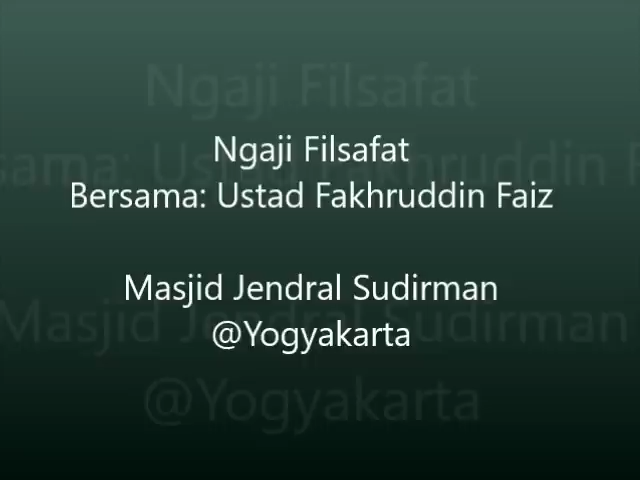 Ngaji Filsafat
Bersama: Ustad Fakhruddin Faiz
Masjid Jendral Sudirman
@Yogyakarta